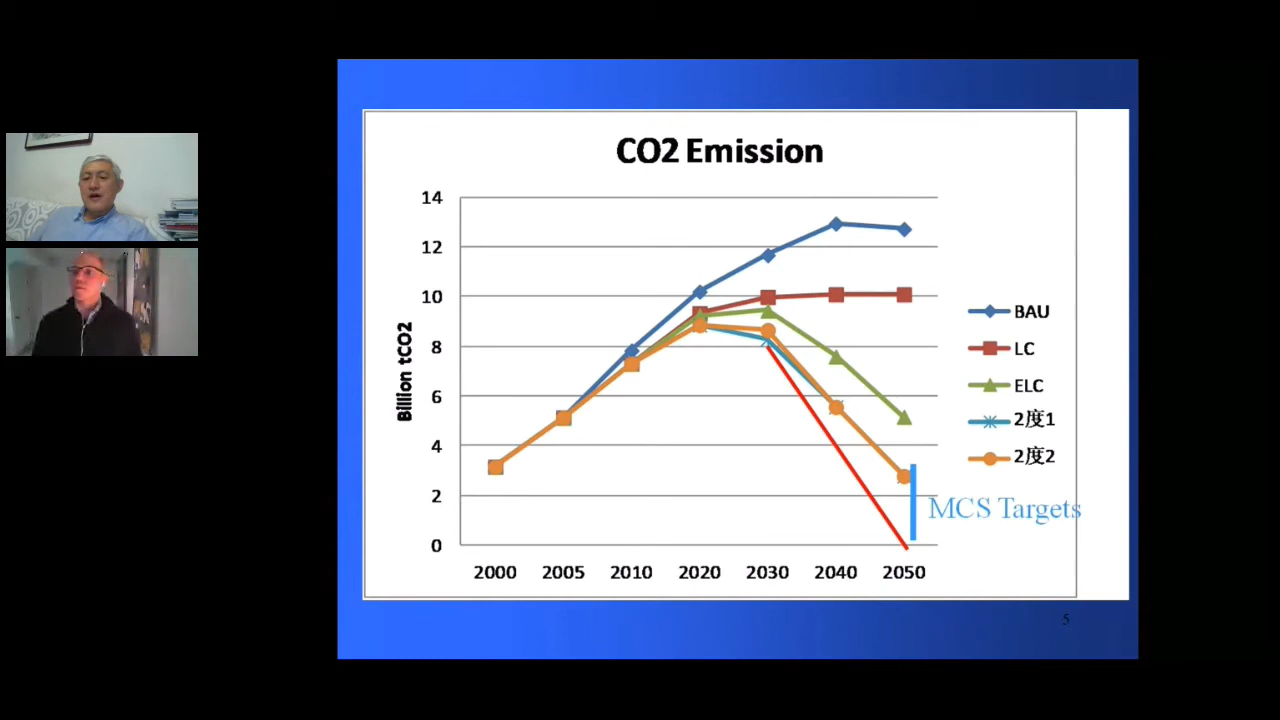 CO2 Emission
Billion tCO2
14
12
10
8
6
4
2
0
2000 2005 2010 2020 2030 2040 2050
BAU
LC
ELC
2度1
2度2
MCS Targets
5